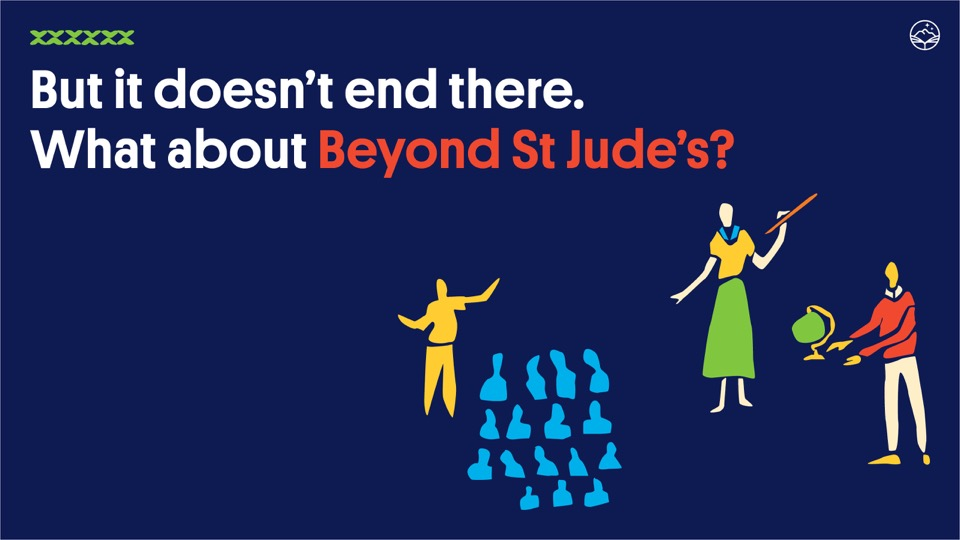 But it doesn’t end there.
What about Beyond St Jude’s?